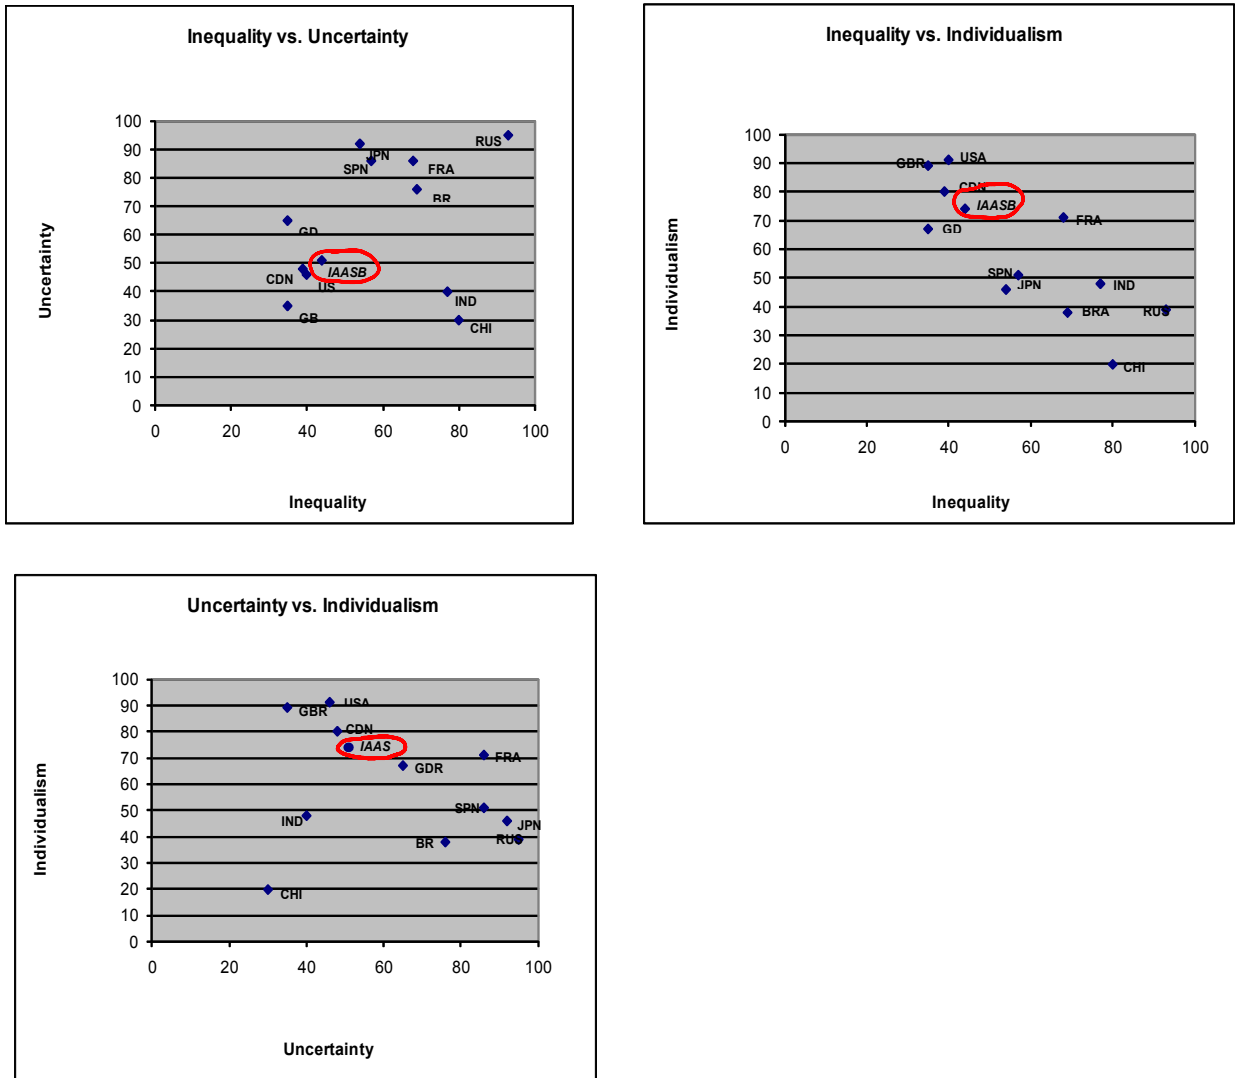 Inequality vs. Uncertainty
100
90
80
70
60
50
40
30
20
10
0
Uncertainty
RUS
JPN
SPN
FRA
BR
GD
IAASB
CDN
US
IND
GB
CHI
0 20 40 60 80 100
Inequality
Inequality vs. Individualism
100
90
80
70
60
50
40
30
20
10
0
Individualism
USA
GBR
CDN
IAASB
FRA
GD
SPN
JPN
IND
BRA
RUS
CHI
0 20 40 60 80 100
Inequality
Uncertainty vs. Individualism
100
90
80
70
60
50
40
30
20
10
0
Individualism
USA
GBR
CDN
IAAS
FRA
GDR
SPN
IND
JPN
BR
RUS
CHI
0 20 40 60 80 100
Uncertainty